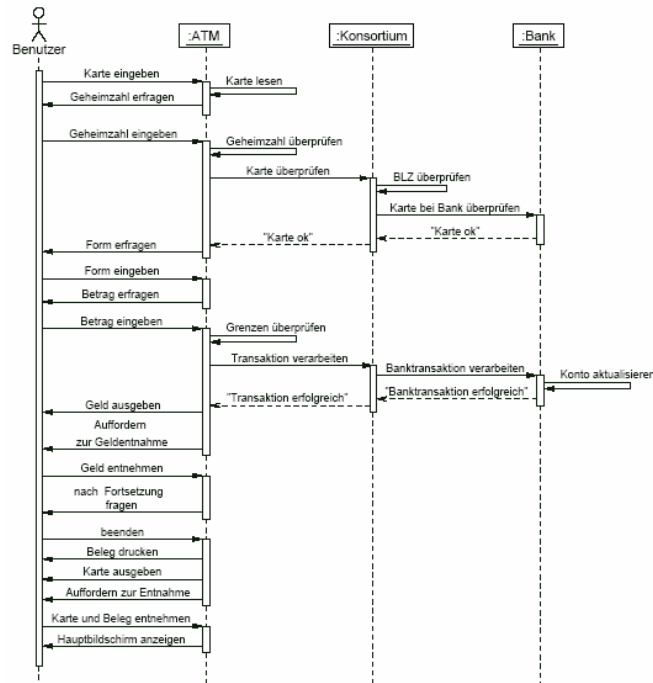 Benutzer
:ATM
:Konsortium
:Bank
Karte eingeben
Karte lesen
Geheimzahl erfragen
Geheimzahl eingeben
Geheimzahl überprüfen
Karte überprüfen
BLZ überprüfen
Karte bei Bank überprüfen
"Karte ok"
"Karte ok"
Form erfragen
Form eingeben
Betrag erfragen
Betrag eingeben
Grenzen überprüfen
Transaktion verarbeiten
Banktransaktion verarbeiten
Konto aktualisieren
"Banktransaktion erfolgreich"
"Transaktion erfolgreich"
Geld ausgeben
Auffordern
zur Geldentnahme
Geld entnehmen
nach Fortsetzung
fragen
beenden
Beleg drucken
Karte ausgeben
Auffordern zur Entnahme
Karte und Beleg entnehmen
Hauptbildschirm anzeigen